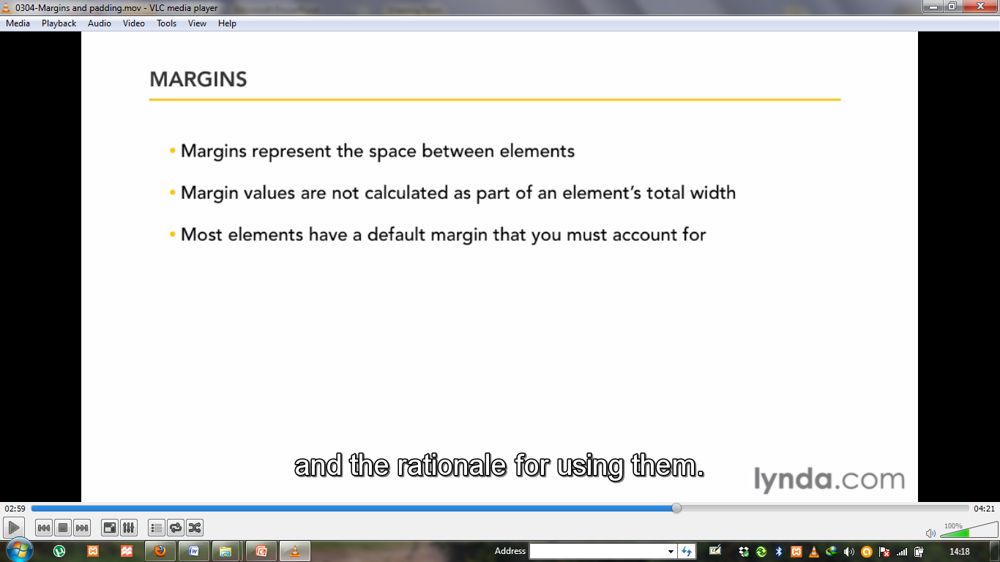 0304-Margins and padding.mov - VLC media player
Media Playback Audio Video Tools View Help
MARGINS
• Margins represent the space between elements
• Margin values are not calculated as part of an element's total width
• Most elements have a default margin that you must account for
and the rationale for using them.
lynda.com
02:59 04:21
100%
Address
14:18